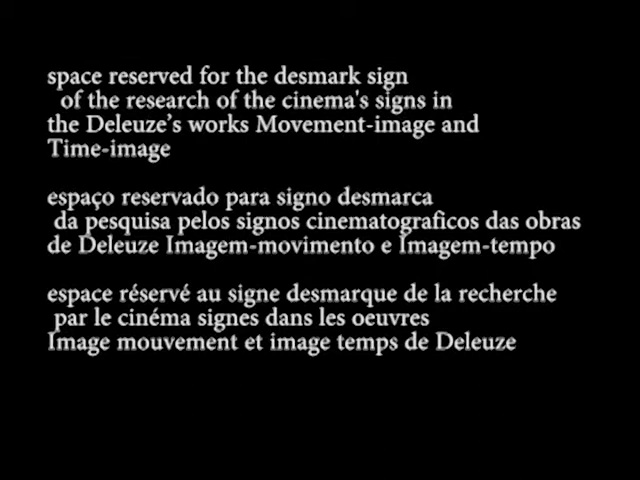 space reserved for the desmark sign
of the research of the cinema's signs in
the Deleuze's works Movement-image and
Time-image
espaço reservado para signo desmarca
da pesquisa pelos signos cinematograficos das obras
de Deleuze Imagem-movimento e Imagem-tempo
espace réservé au signe desmarque de la recherche
par le cinéma signes dans les oeuvres
Image mouvement et image temps de Deleuze